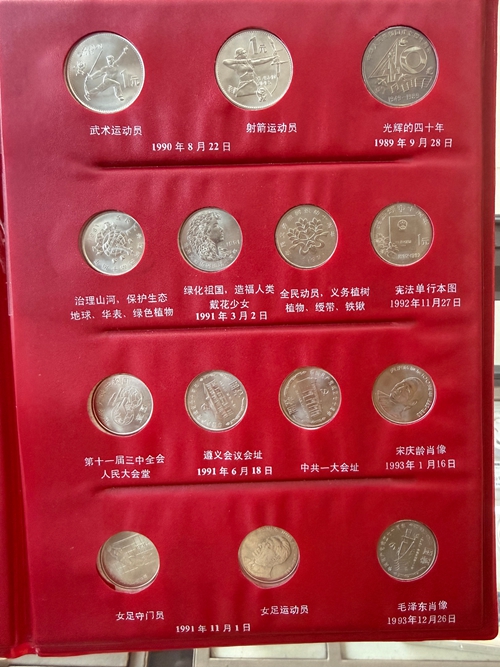 1元
1元
1949-1989
武术运动员
射箭运动员
光辉的四十年
1990年8月22日
1989年9月28日
治理山河，保护生态
地球、华表、绿色植物
绿化祖国，造福人类
戴花少女
全民动员，义务植树
植物、绶带、铁锹
宪法单行本图
1991年3月2日
1992年11月27日
第十一届三中全会
人民大会堂
遵义会议会址
中共一大会址
宋庆龄肖像
1991年6月18日
1993年1月16日
女足守门员
女足运动员
毛泽东肖像
1991年11月1日
1993年12月26日